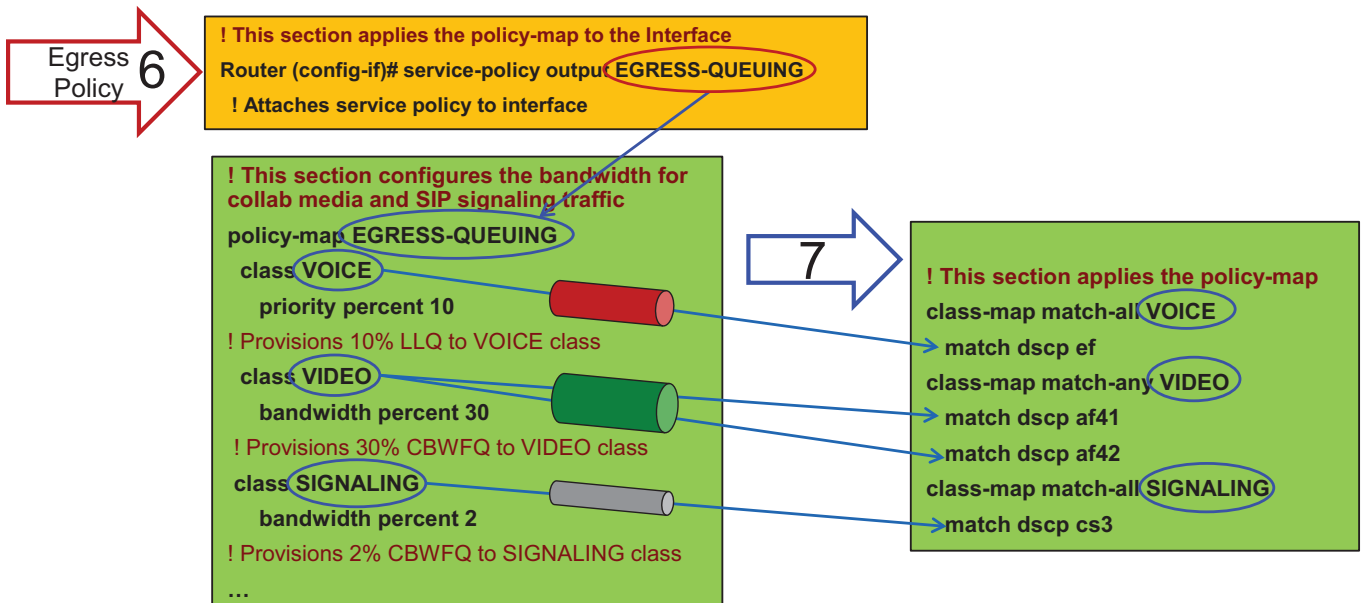 Egress
Policy
6
! This section applies the policy-map to the Interface
Router (config-if)# service-policy output EGRESS-QUEUING
! Attaches service policy to interface
! This section configures the bandwidth for
collab media and SIP signaling traffic
policy-map EGRESS-QUEUING
class VOICE
priority percent 10
! Provisions 10% LLQ to VOICE class
class VIDEO
bandwidth percent 30
! Provisions 30% CBWFQ to VIDEO class
class SIGNALING
bandwidth percent 2
! Provisions 2% CBWFQ to SIGNALING class
...
7
! This section applies the policy-map
class-map match-all VOICE
match dscp ef
class-map match-any VIDEO
match dscp af41
match dscp af42
class-map match-all SIGNALING
match dscp cs3